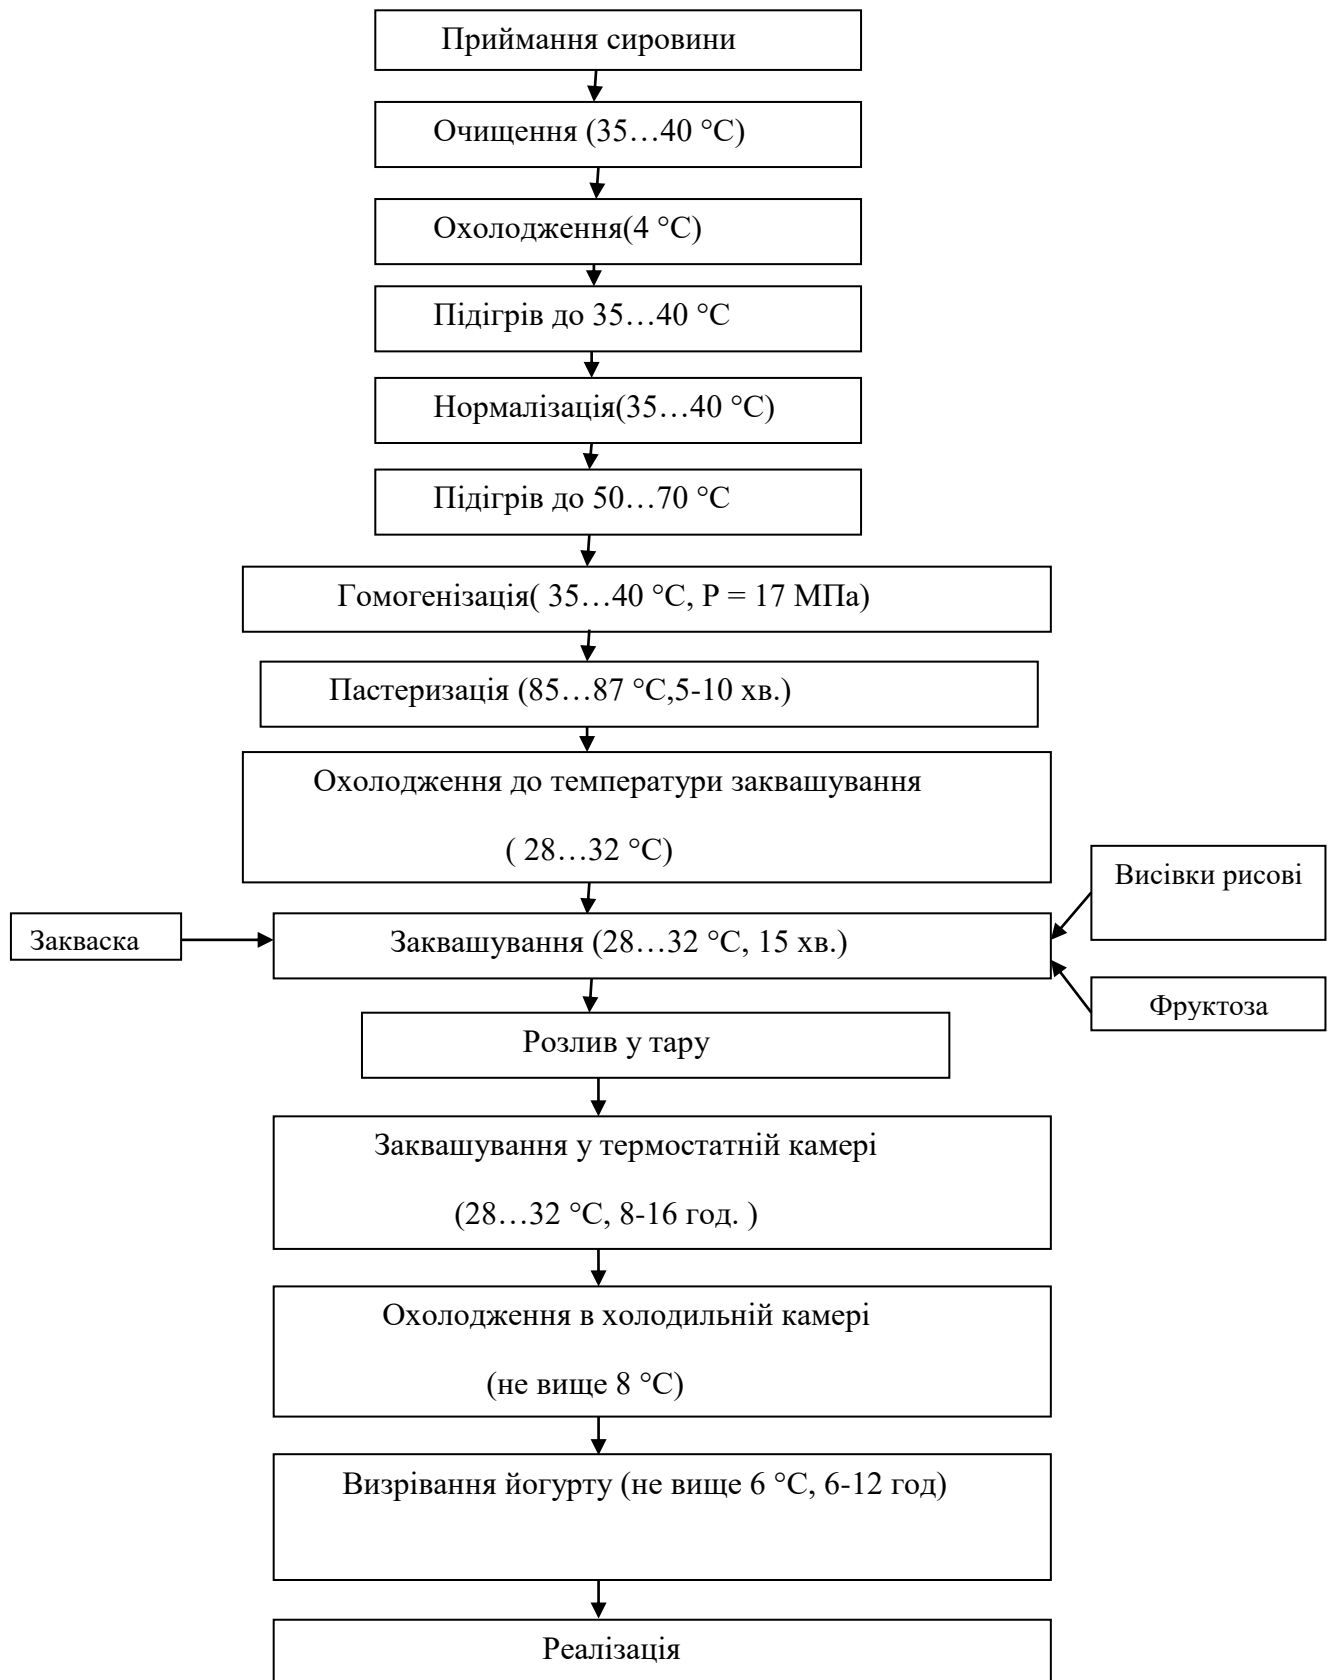 Приймання сировини
Очищення (35…40 °С)
Охолодження(4 °С)
Підігрів до 35…40 °С
Нормалізація(35…40 °С)
Підігрів до 50…70 °С
Гомогенізація( 35…40 °С, Р = 17 МПа)
Пастеризація (85…87 °С,5-10 хв.)
Охолодження до температури заквашування
( 28…32 °С)
Висівки рисові
Закваска
Заквашування (28…32 °С, 15 хв.)
Фруктоза
Розлив у тару
Заквашування у термостатній камері
(28…32 °С, 8-16 год. )
Охолодження в холодильній камері
(не вище 8 °С)
Визрівання йогурту (не вище 6 °С, 6-12 год)
Реалізація